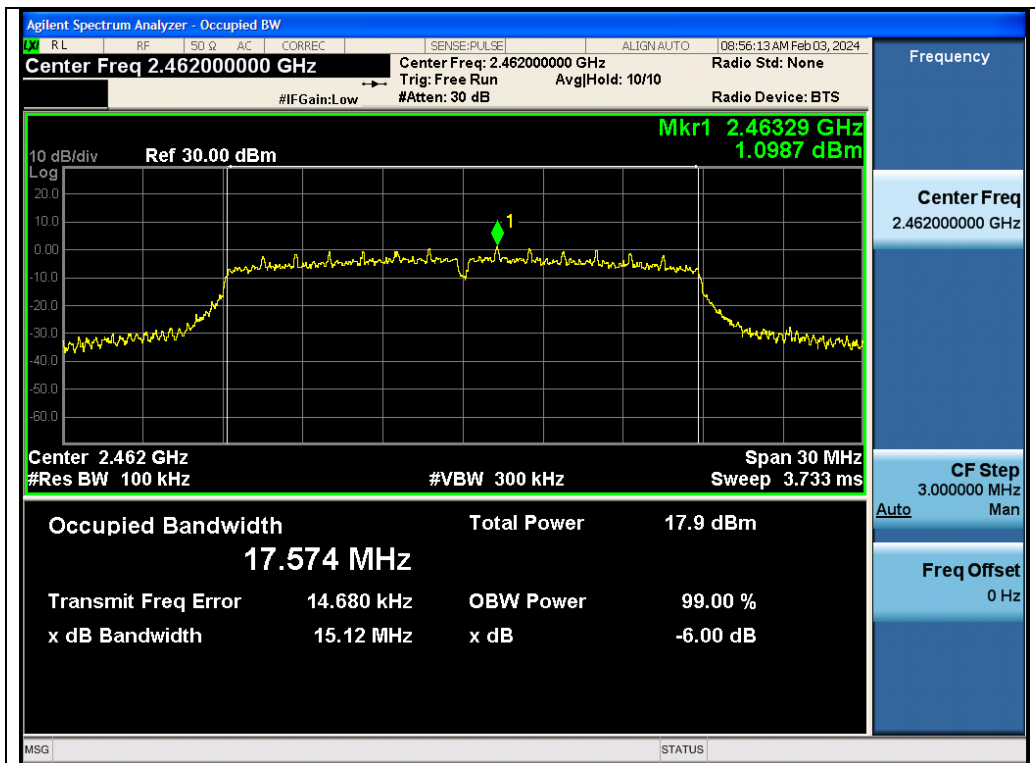 Agilent Spectrum Analyzer - Occupied BW
LXI RL RF 50 Ω AC CORREC SENSE:PULSE ALIGN AUTO 08:56:13 AM Feb 03, 2024
Center Freq 2.462000000 GHz
Center Freq: 2.462000000 GHz
Radio Std: None
Trig: Free Run Avg|Hold: 10/10
#IFGain:Low
#Atten: 30 dB
Radio Device: BTS
Mkr1 2.46329 GHz
1.0987 dBm
10 dB/div Ref 30.00 dBm
Log
20.0
10.0
0.00
-10.0
-20.0
-30.0
-40.0
-50.0
-60.0
1
Center 2.462 GHz Span 30 MHz
#Res BW 100 kHz #VBW 300 kHz Sweep 3.733 ms
Occupied Bandwidth Total Power 17.9 dBm
17.574 MHz
Transmit Freq Error 14.680 kHz OBW Power 99.00 %
x dB Bandwidth 15.12 MHz x dB -6.00 dB
Frequency
Center Freq
2.462000000 GHz
CF Step
3.000000 MHz
Auto Man
Freq Offset
0 Hz
MSG STATUS